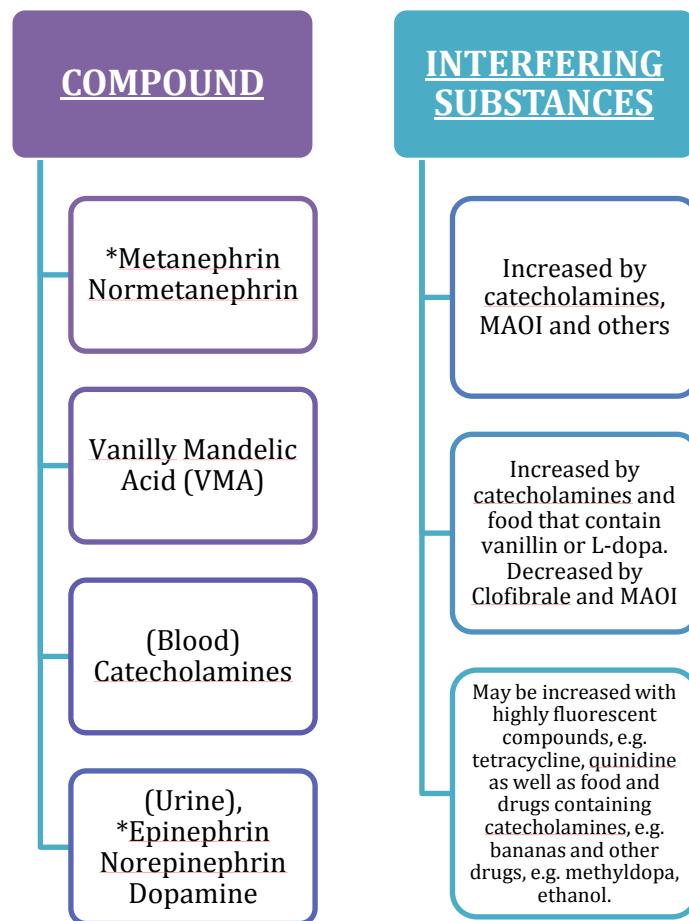 COMPOUND
*Metanephrin
Normetanephrin
Vanilly Mandelic
Acid (VMA)
(Blood)
Catecholamines
(Urine),
*Epinephrin
Norepinephrin
Dopamine
INTERFERING
SUBSTANCES
Increased by
catecholamines,
MAOI and others
Increased by
catecholamines and
food that contain
vanillin or L-dopa.
Decreased by
Clofibrale and MAOI
May be increased with
highly fluorescent
compounds, e.g.
tetracycline, quinidine
as well as food and
drugs containing
catecholamines, e.g.
bananas and other
drugs, e.g. methyldopa,
ethanol.